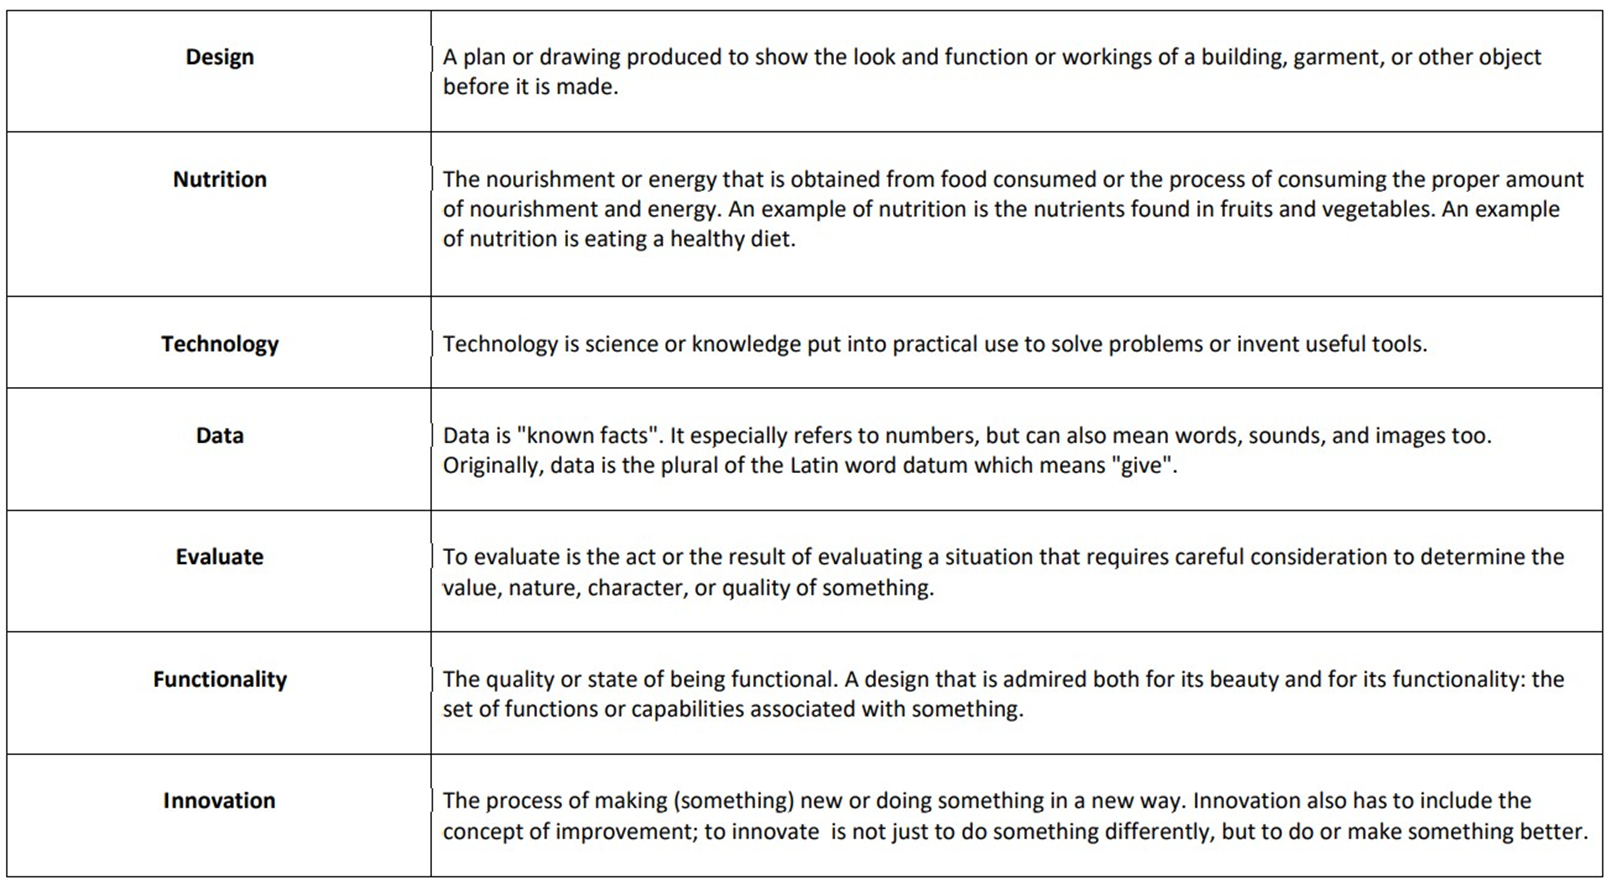 Design
A plan or drawing produced to show the look and function or workings of a building, garment, or other object
before it is made.
Nutrition
The nourishment or energy that is obtained from food consumed or the process of consuming the proper amount
of nourishment and energy. An example of nutrition is the nutrients found in fruits and vegetables. An example
of nutrition is eating a healthy diet.
Technology
Technology is science or knowledge put into practical use to solve problems or invent useful tools.
Data
Data is "known facts". It especially refers to numbers, but can also mean words, sounds, and images too.
Originally, data is the plural of the Latin word datum which means "give".
Evaluate
To evaluate is the act or the result of evaluating a situation that requires careful consideration to determine the
value, nature, character, or quality of something.
Functionality
The quality or state of being functional. A design that is admired both for its beauty and for its functionality: the
set of functions or capabilities associated with something.
Innovation
The process of making (something) new or doing something in a new way. Innovation also has to include the
concept of improvement; to innovate  is not just to do something differently, but to do or make something better.